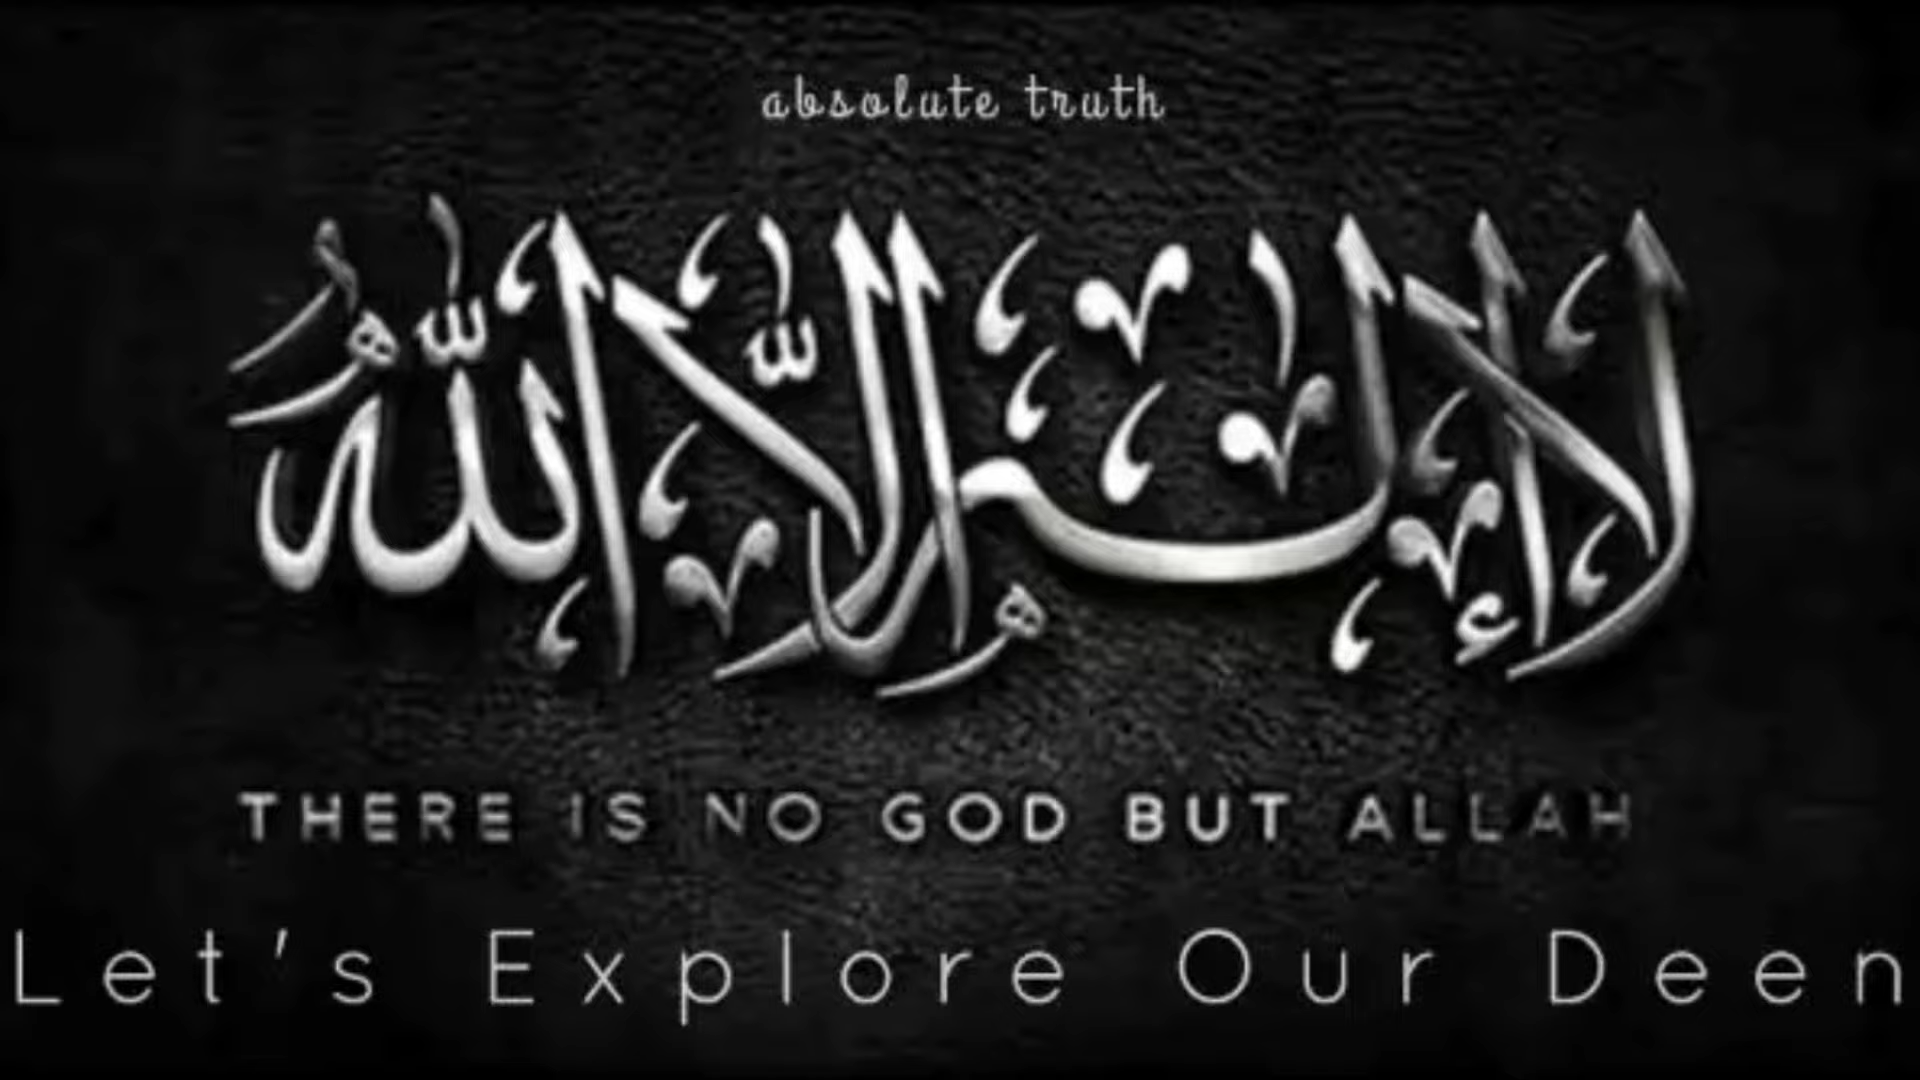 absolute truth
لا إله إلا الله
THERE IS NO GOD BUT ALLAH
Let's Explore Our Deen